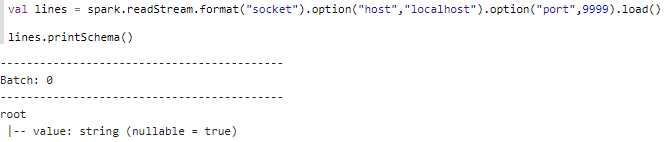 val lines = spark.readStream.format("socket").option("host","localhost").option("port",9999).load()
lines.printSchema()
-------------------------------------------
Batch: 0
-------------------------------------------
root
 |-- value: string (nullable = true)